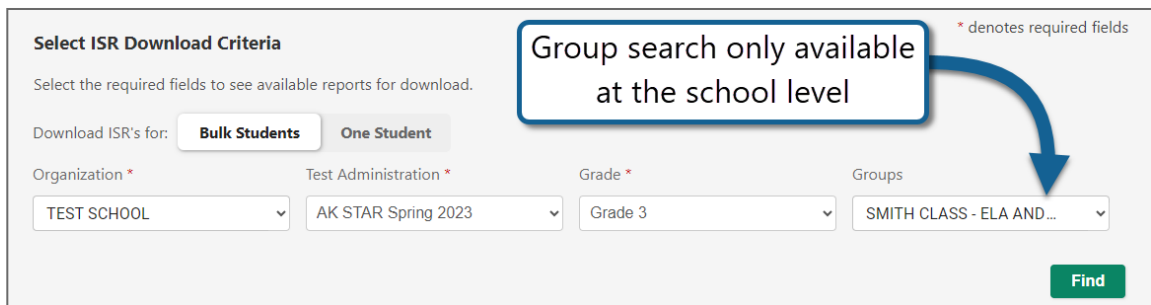 * denotes required fields
Select ISR Download Criteria
Group search only available
at the school level
Select the required fields to see available reports for download.
Download ISR's for: Bulk Students One Student
Organization * Test Administration * Grade * Groups
TEST SCHOOL AK STAR Spring 2023 Grade 3 SMITH CLASS - ELA AND...
Find